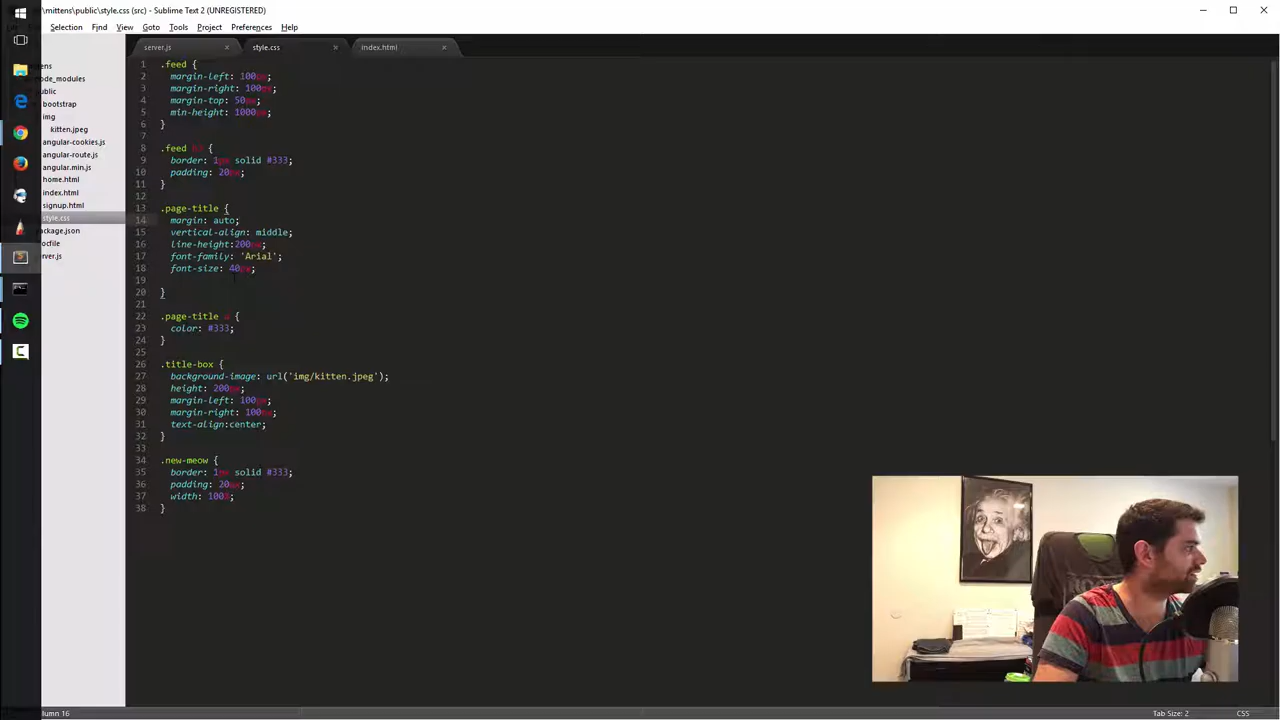 \mittens\public\style.css (src) - Sublime Text 2 (UNREGISTERED)
Selection Find View Goto Tools Project Preferences Help
server.js × style.css × index.html ×
public
bootstrap
img
kitten.jpeg
angular-cookies.js
angular-route.js
angular.min.js
home.html
index.html
signup.html
style.css
1 .feed {
2 margin-left: 100px;
3 margin-right: 100px;
4 margin-top: 50px;
5 min-height: 1000px;
6 }
7
8 .feed {
9 border: 1px solid #333;
10 padding: 20px;
11 }
12
13 .page-title {
14 margin: auto;
15 vertical-align: middle;
16 line-height:200px;
17 font-family: 'Arial';
18 font-size: 40px;
19
20 }
21
22 .page-title a {
23 color: #333;
24 }
25
26 .title-box {
27 background-image: url('img/kitten.jpeg');
28 height: 200px;
29 margin-left: 100px;
30 margin-right: 100px;
31 text-align:center;
32 }
33
34 .new-meow {
35 border: 1px solid #333;
36 padding: 20px;
37 width: 100%;
38 }
Tab Size: 2 CSS